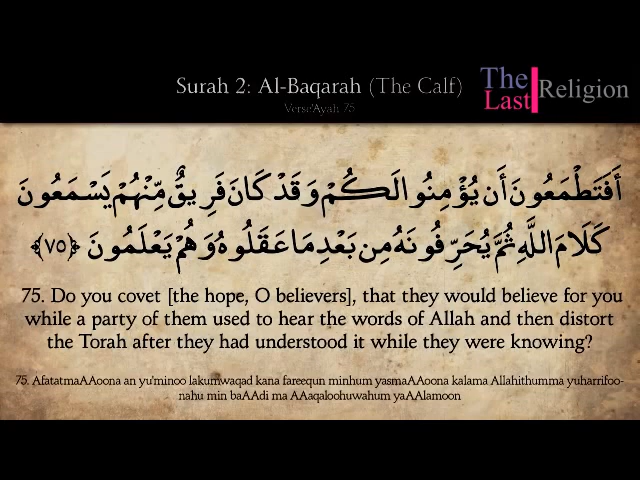 Surah 2: Al-Baqarah (The Calf)
Verse'Ayah 75
The
Last Religion
أَفَتَطْمَعُونَ أَن يُؤْمِنُوا لَكُمْ وَقَدْ كَانَ فَرِيقٌ مِّنْهُمْ يَسْمَعُونَ
كَلَامَ اللَّهِ ثُمَّ يُحَرِّفُونَهُ مِن بَعْدِ مَا عَقَلُوهُ وَهُمْ يَعْلَمُونَ ﴿٧٥﴾
75. Do you covet [the hope, O believers], that they would believe for you
while a party of them used to hear the words of Allah and then distort
the Torah after they had understood it while they were knowing?
75. AfatatmaAAoona an yu'minoo lakumwaqad kana fareequn minhum yasmaAAoona kalama Allahithumma yuharrifoo-
nahu min baAAdi ma AAaqaloohuwahum yaAAlamoon